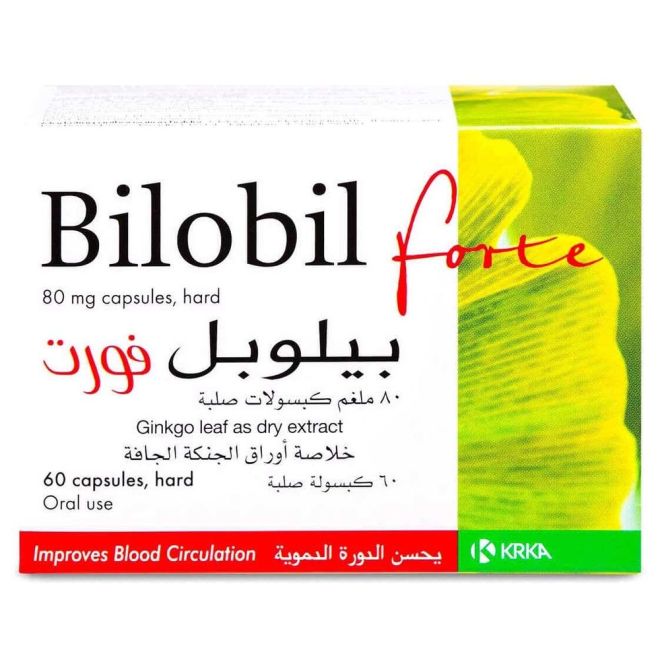 Bilobil forte
80 mg capsules, hard
بيلوبل فورت
٨٠ ملغم كبسولات صلبة
Ginkgo leaf as dry extract
خلاصة أوراق الجنكة الجافة
60 capsules, hard
٦٠ كبسولة صلبة
Oral use
Improves Blood Circulation
يحسن الدورة الدموية
KRKA